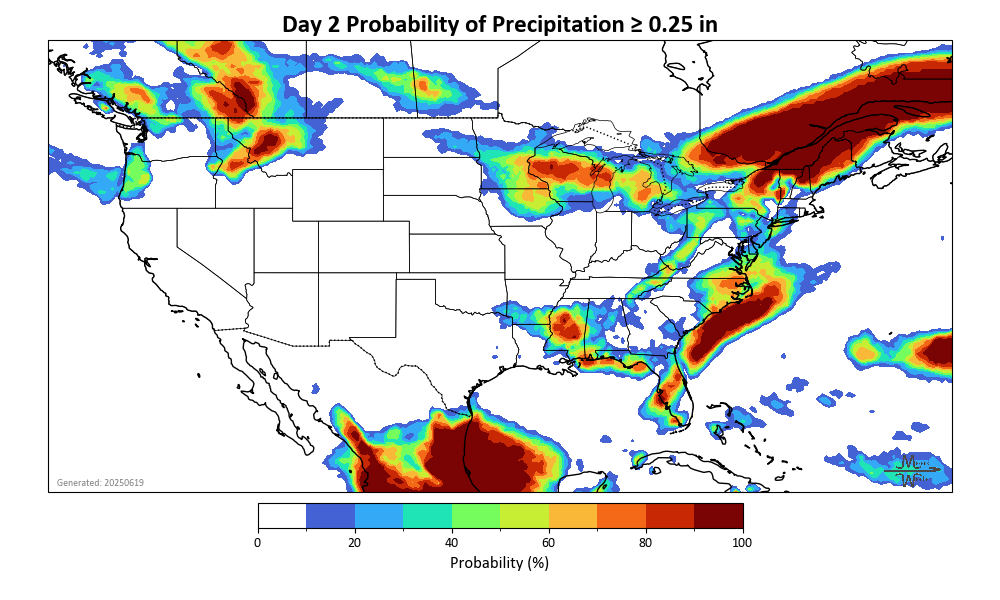 Day 2 Probability of Precipitation ≥ 0.25 in
Generated: 20250619
0 20 40 60 80 100
Probability (%)